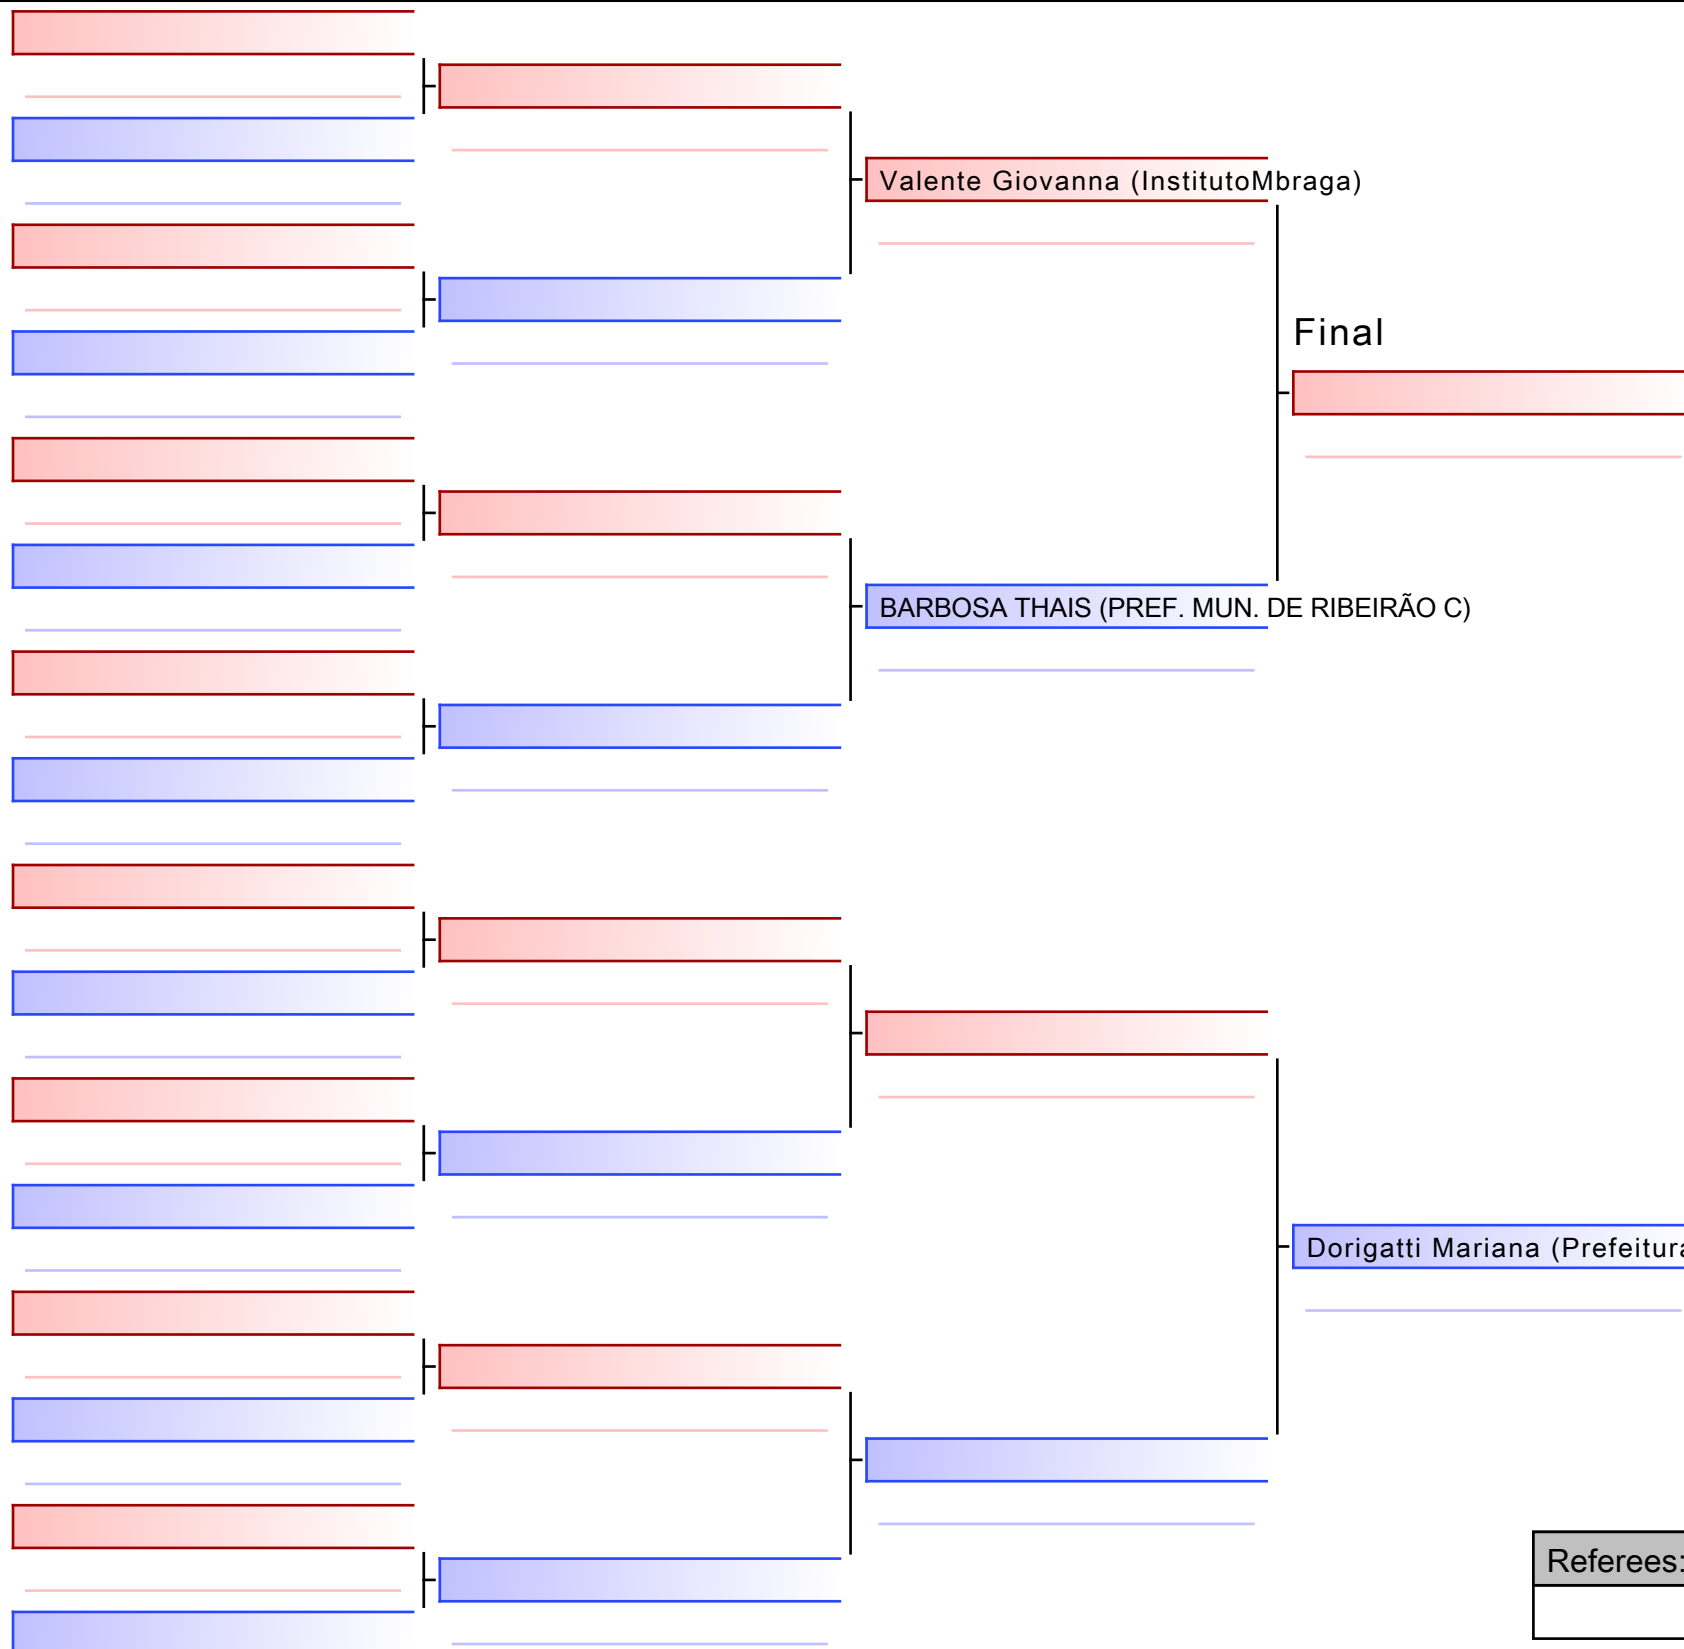 Valente Giovanna (InstitutoMbraga)
Final
BARBOSA THAIS (PREF. MUN. DE RIBEIRÃO C)
Dorigatti Mariana (Prefeitura
Referees: